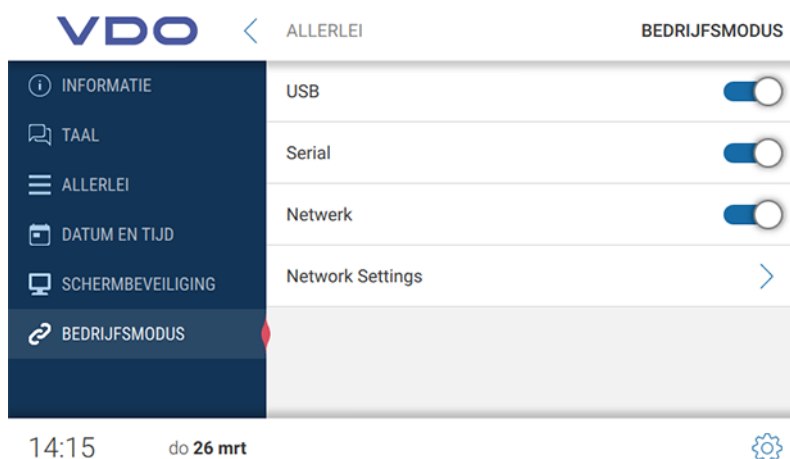 VDO
ALLERLEI
BEDRIJFSMODUS
INFORMATIE
TAAL
ALLERLEI
DATUM EN TIJD
SCHERMBEVEILIGING
BEDRIJFSMODUS
USB
Serial
Netwerk
Network Settings
14:15
do 26 mrt